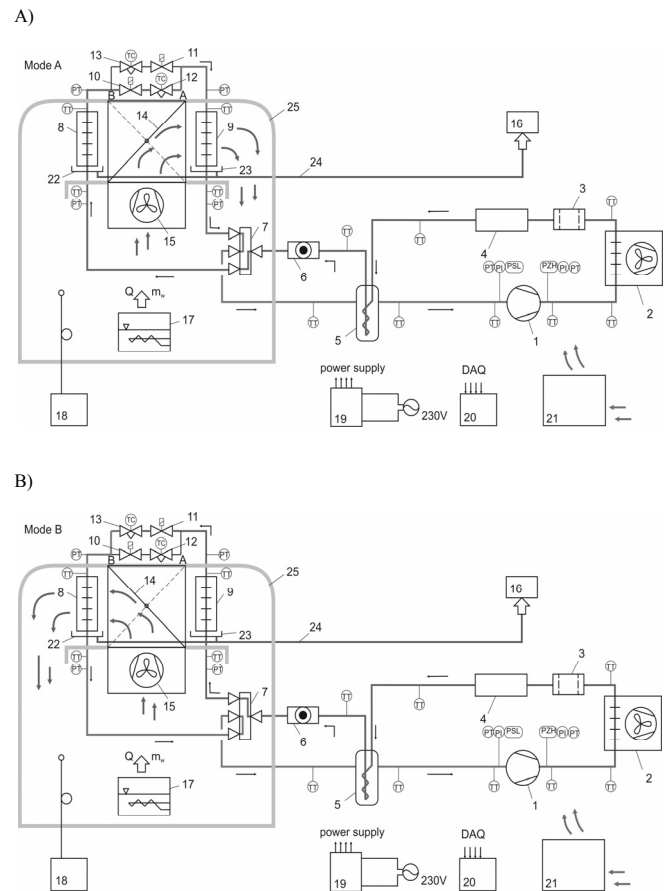 A)
Mode A
13
TC
11
10
TC
12
PT
B
A
PT
TT
14
TT
25
8
9
16
24
22
23
3
TT
TT
7
TT
TT
PT
PT
15
4
6
PT PI PSL
PZH PI PT
2
Q
mw
17
TT
5
TT
1
TT
TT
power supply
DAQ
18
19
230V
20
21
B)
Mode B
13
TC
11
10
TC
12
PT
B
A
PT
TT
14
TT
25
8
9
16
24
22
23
3
TT
TT
7
TT
TT
PT
PT
15
4
6
PT PI PSL
PZH PI PT
2
Q
mw
17
TT
5
TT
1
TT
TT
power supply
DAQ
18
19
230V
20
21